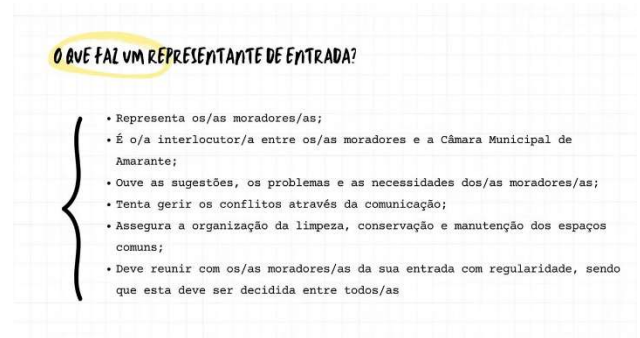 O QUE FAZ UM REPRESENTANTE DE ENTRADA?
• Representa os/as moradores/as;
• É o/a interlocutor/a entre os/as moradores e a Câmara Municipal de
Amarante;
• Ouve as sugestões, os problemas e as necessidades dos/as moradores/as;
• Tenta gerir os conflitos através da comunicação;
• Assegura a organização da limpeza, conservação e manutenção dos espaços
comuns;
• Deve reunir com os/as moradores/as da sua entrada com regularidade, sendo
que esta deve ser decidida entre todos/as